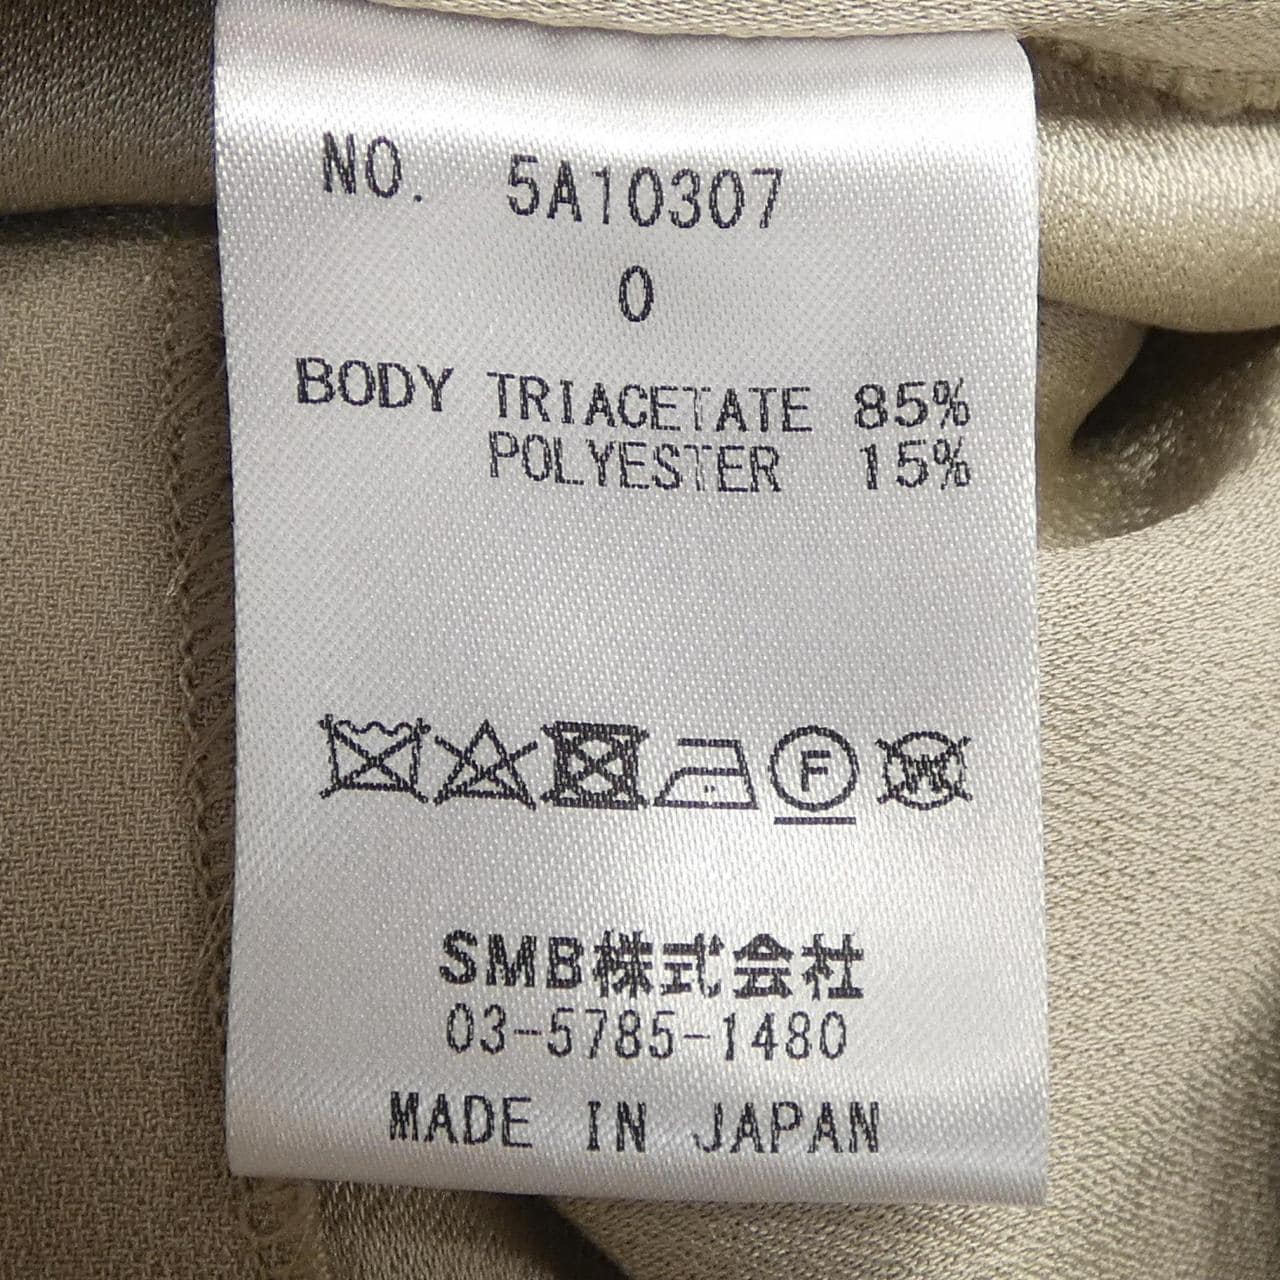 NO. 5A10307
0
BODY TRIACETATE 85%
POLYESTER 15%
F
W
SMB株式会社
03-5785-1480
MADE IN JAPAN